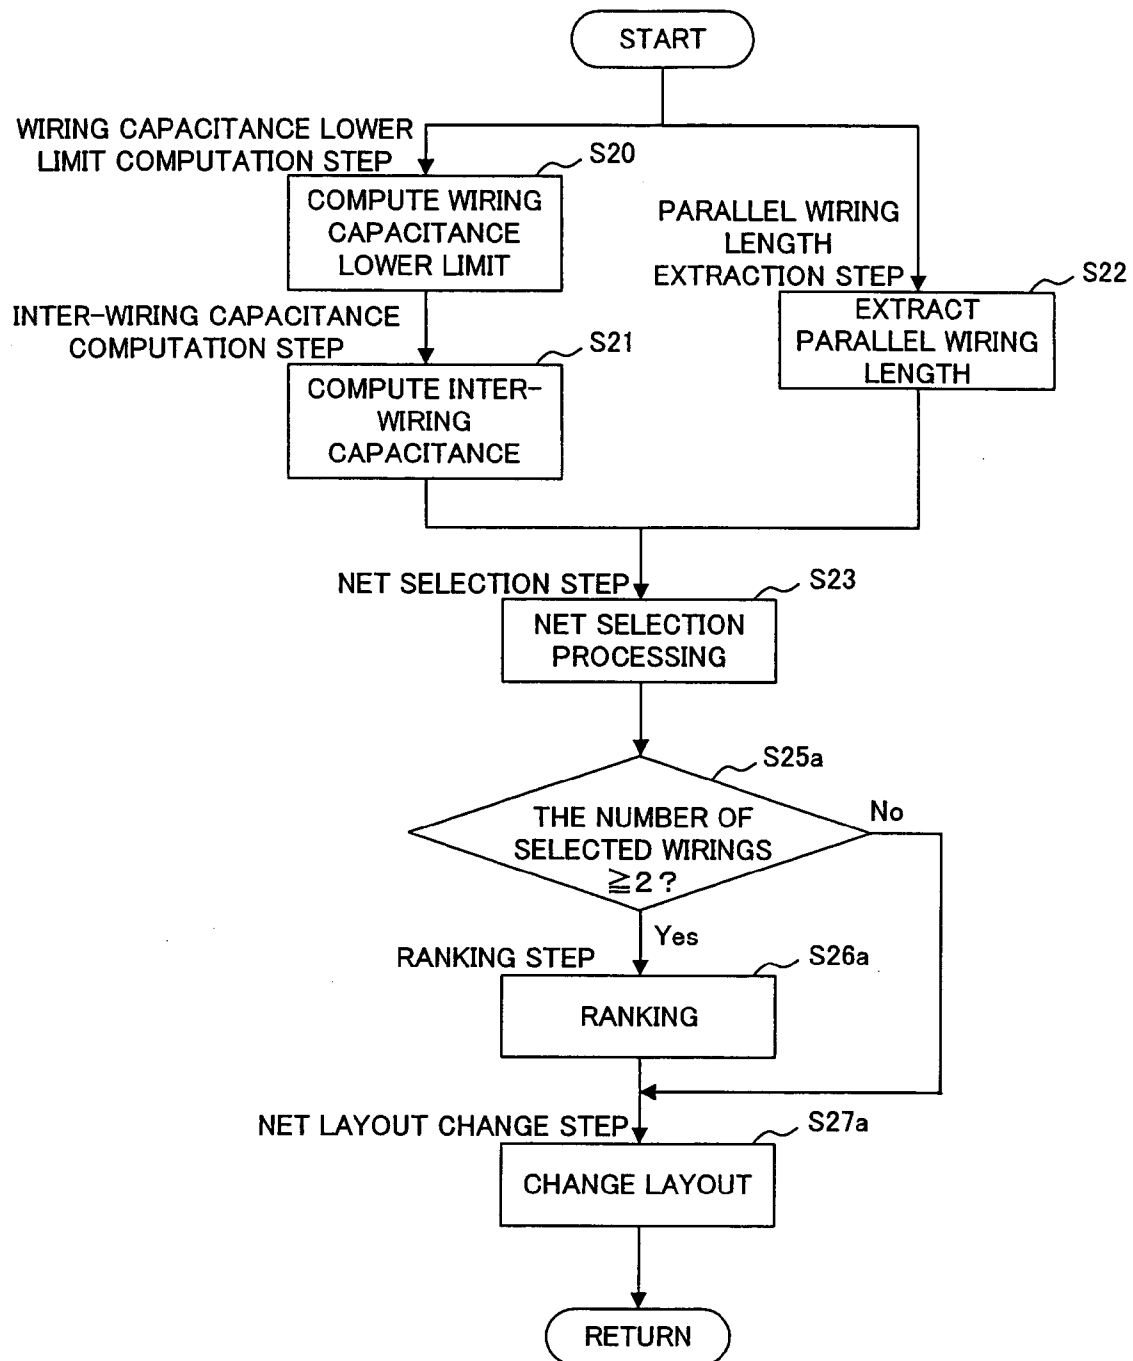 START
WIRING CAPACITANCE LOWER
LIMIT COMPUTATION STEP
S20
COMPUTE WIRING
CAPACITANCE
LOWER LIMIT
PARALLEL WIRING
LENGTH
EXTRACTION STEP
S22
EXTRACT
PARALLEL WIRING
LENGTH
INTER-WIRING CAPACITANCE
COMPUTATION STEP
S21
COMPUTE INTER-
WIRING
CAPACITANCE
NET SELECTION STEP
S23
NET SELECTION
PROCESSING
S25a
THE NUMBER OF
SELECTED WIRINGS
≧2?
No
Yes
RANKING STEP
S26a
RANKING
NET LAYOUT CHANGE STEP
S27a
CHANGE LAYOUT
RETURN